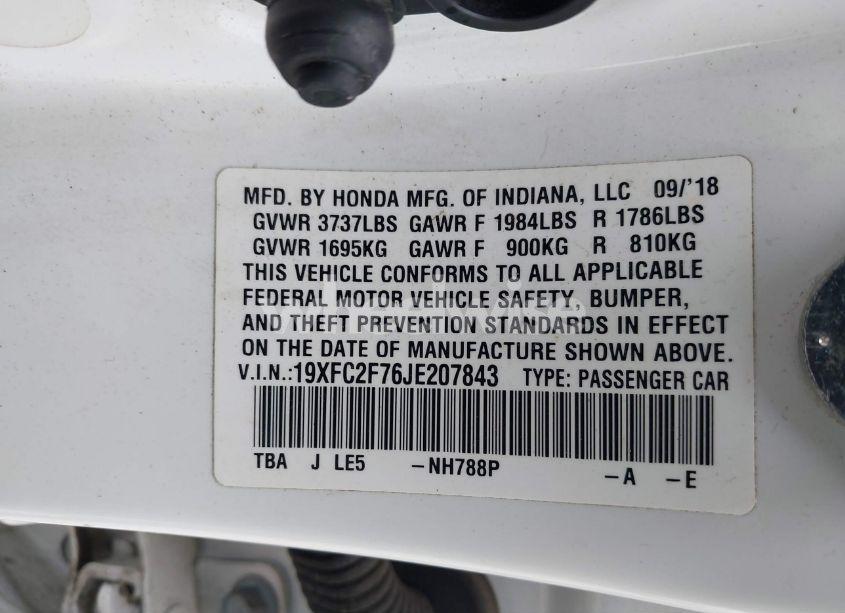 MFD. BY HONDA MFG. OF INDIANA, LLC 09/'18
GVWR 3737LBS GAWR F 1984LBS R 1786LBS
GVWR 1695KG GAWR F 900KG R 810KG
THIS VEHICLE CONFORMS TO ALL APPLICABLE
FEDERAL MOTOR VEHICLE SAFETY, BUMPER,
AND THEFT PREVENTION STANDARDS IN EFFECT
ON THE DATE OF MANUFACTURE SHOWN ABOVE.
V.I.N.:19XFC2F76JE207843 TYPE: PASSENGER CAR
TBA J LE5 -NH788P -A -E